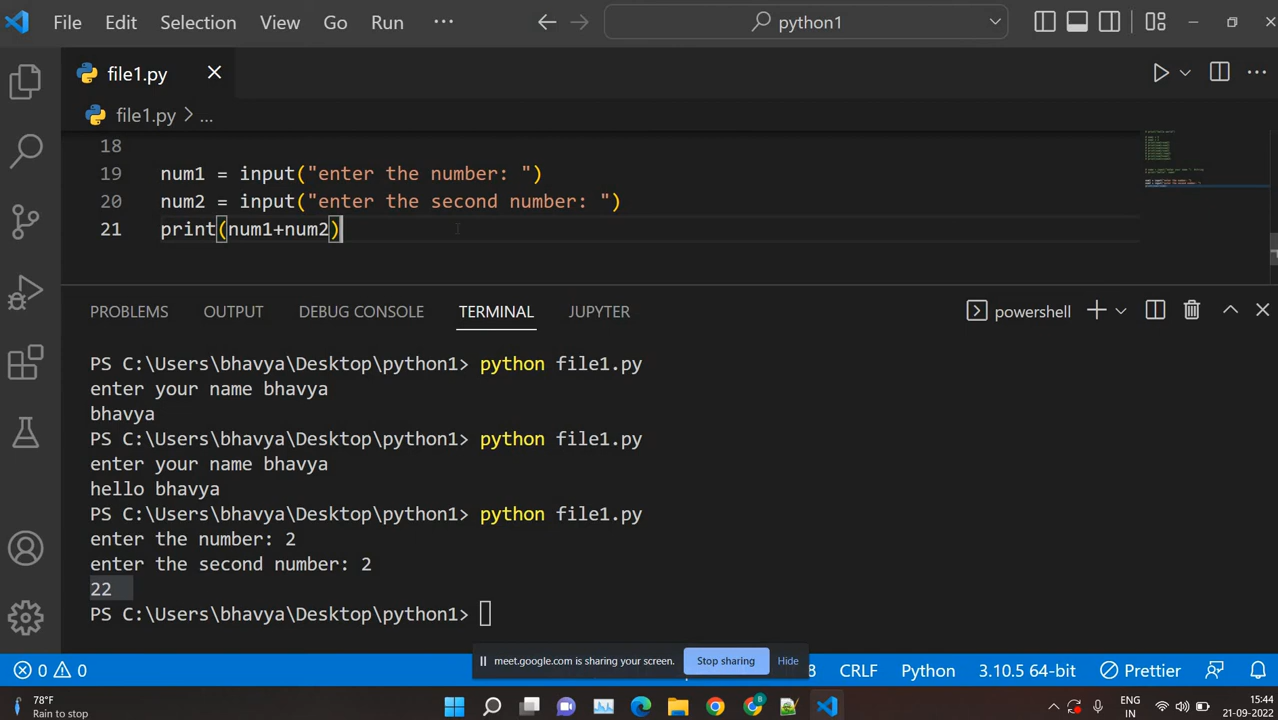 File Edit Selection View Go Run ··· python1
file1.py
file1.py > ...
18
19 num1 = input("enter the number: ")
20 num2 = input("enter the second number: ")
21 print(num1+num2)
PROBLEMS OUTPUT DEBUG CONSOLE TERMINAL JUPYTER powershell
PS C:\Users\bhavya\Desktop\python1> python file1.py
enter your name bhavya
bhavya
PS C:\Users\bhavya\Desktop\python1> python file1.py
enter your name bhavya
hello bhavya
PS C:\Users\bhavya\Desktop\python1> python file1.py
enter the number: 2
enter the second number: 2
22
PS C:\Users\bhavya\Desktop\python1>
meet.google.com is sharing your screen. Stop sharing Hide
0 0 8 CRLF Python 3.10.5 64-bit Prettier
78°F
Rain to stop
ENG
IN
15:44
21-09-2022